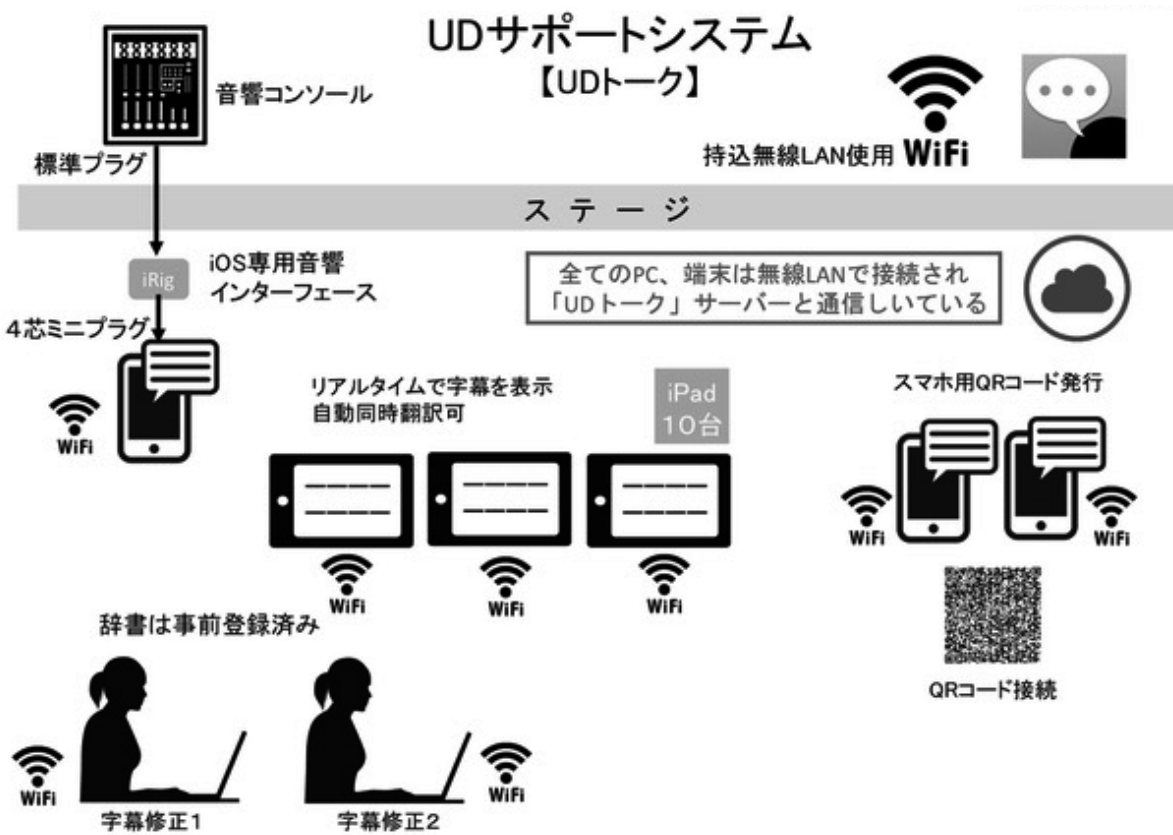 UDサポートシステム
【UDトーク】
音響コンソール
標準プラグ
持込無線LAN使用 WiFi
ステージ
iRig
iOS専用音響
インターフェース
全てのPC、端末は無線LANで接続され
「UDトーク」サーバーと通信しいている
4芯ミニプラグ
WiFi
リアルタイムで字幕を表示
自動同時翻訳可
iPad
10台
スマホ用QRコード発行
WiFi
WiFi
WiFi
WiFi
WiFi
辞書は事前登録済み
QRコード接続
WiFi
WiFi
字幕修正1
字幕修正2